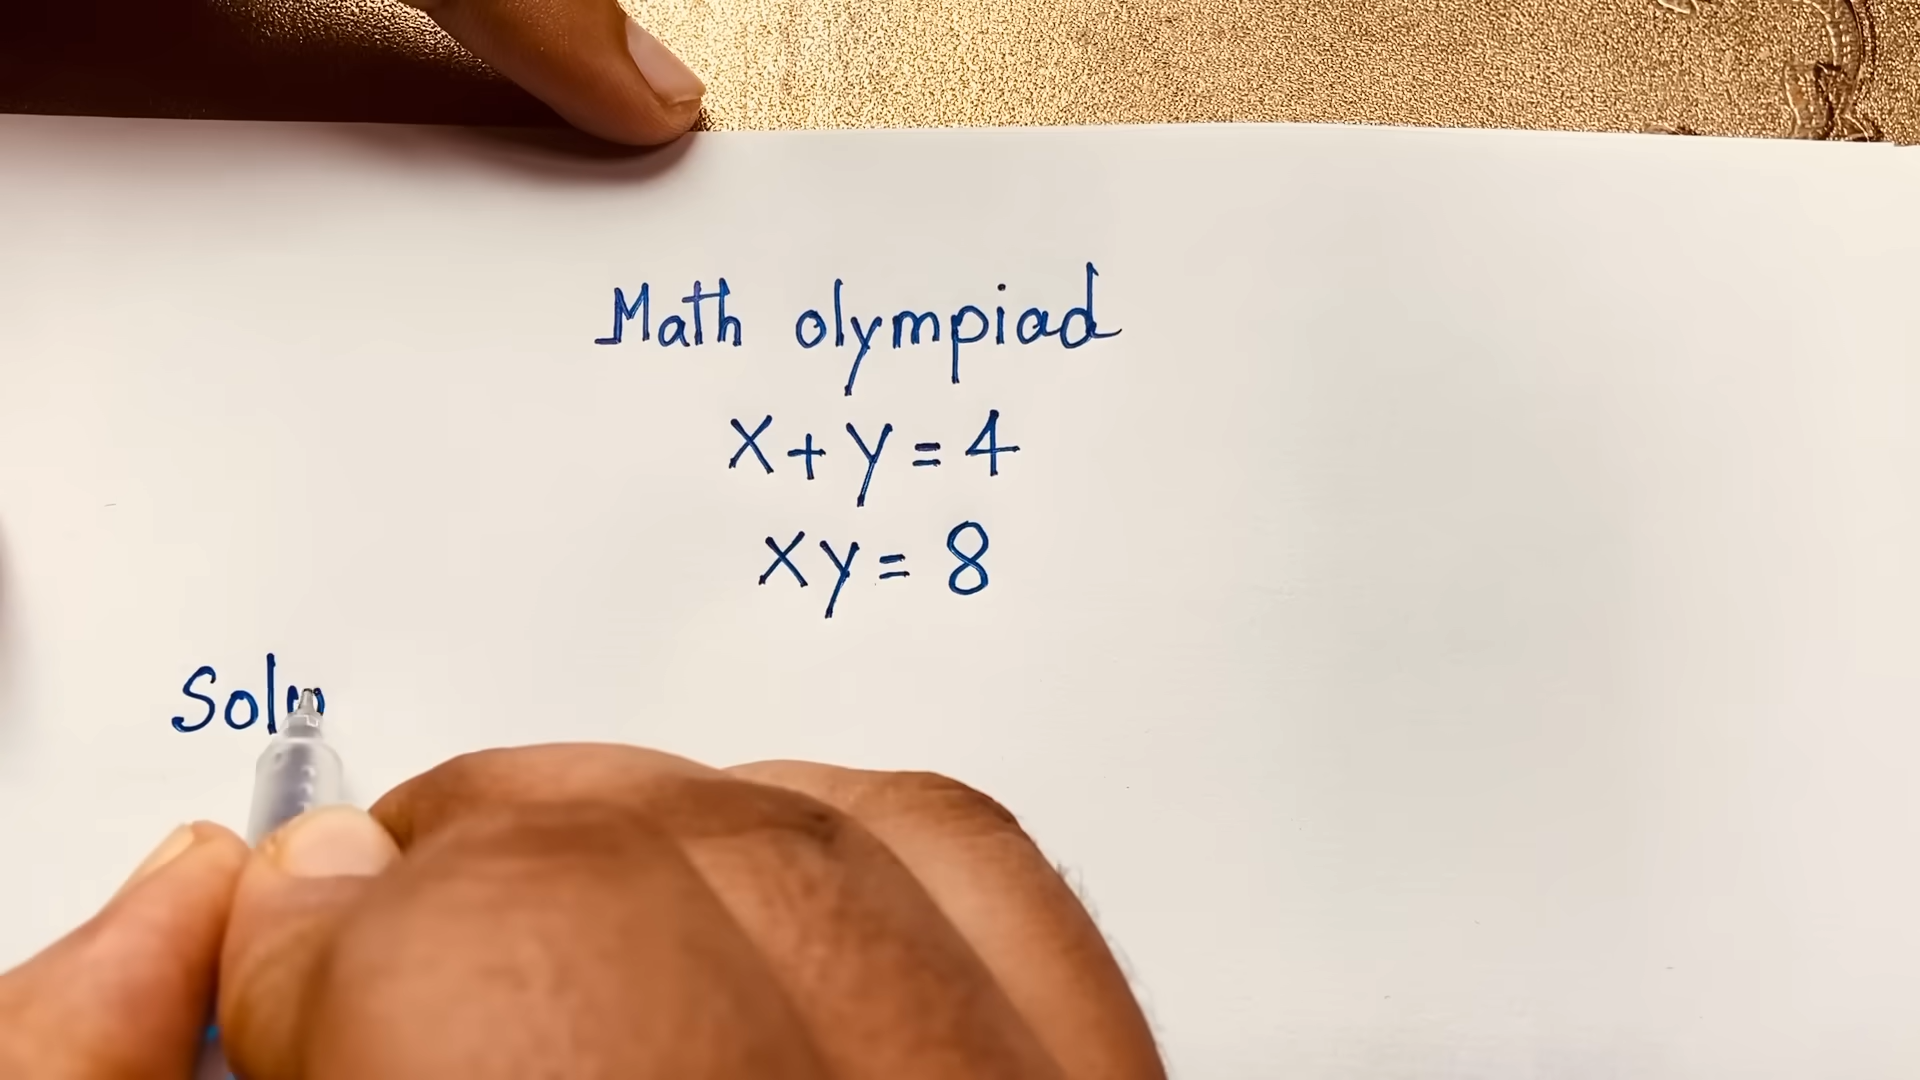 Math olympiad
x + y = 4
xy = 8